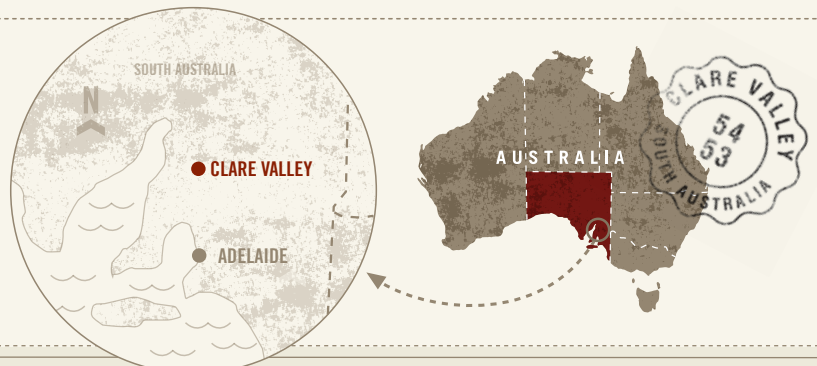 SOUTH AUSTRALIA
N
CLARE VALLEY
ADELAIDE
AUSTRALIA
CLARE VALLEY
54
53
SOUTH AUSTRALIA